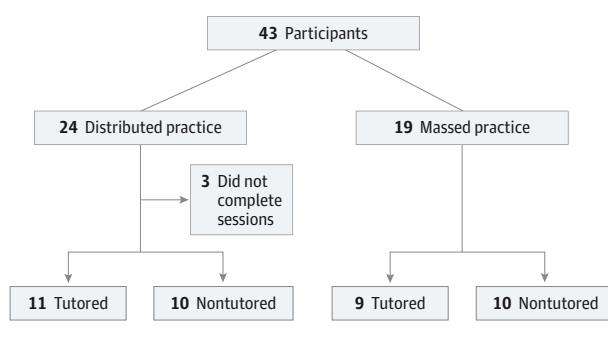 43 Participants
24 Distributed practice
19 Massed practice
3 Did not
complete
sessions
11 Tutored
10 Nontutored
9 Tutored
10 Nontutored